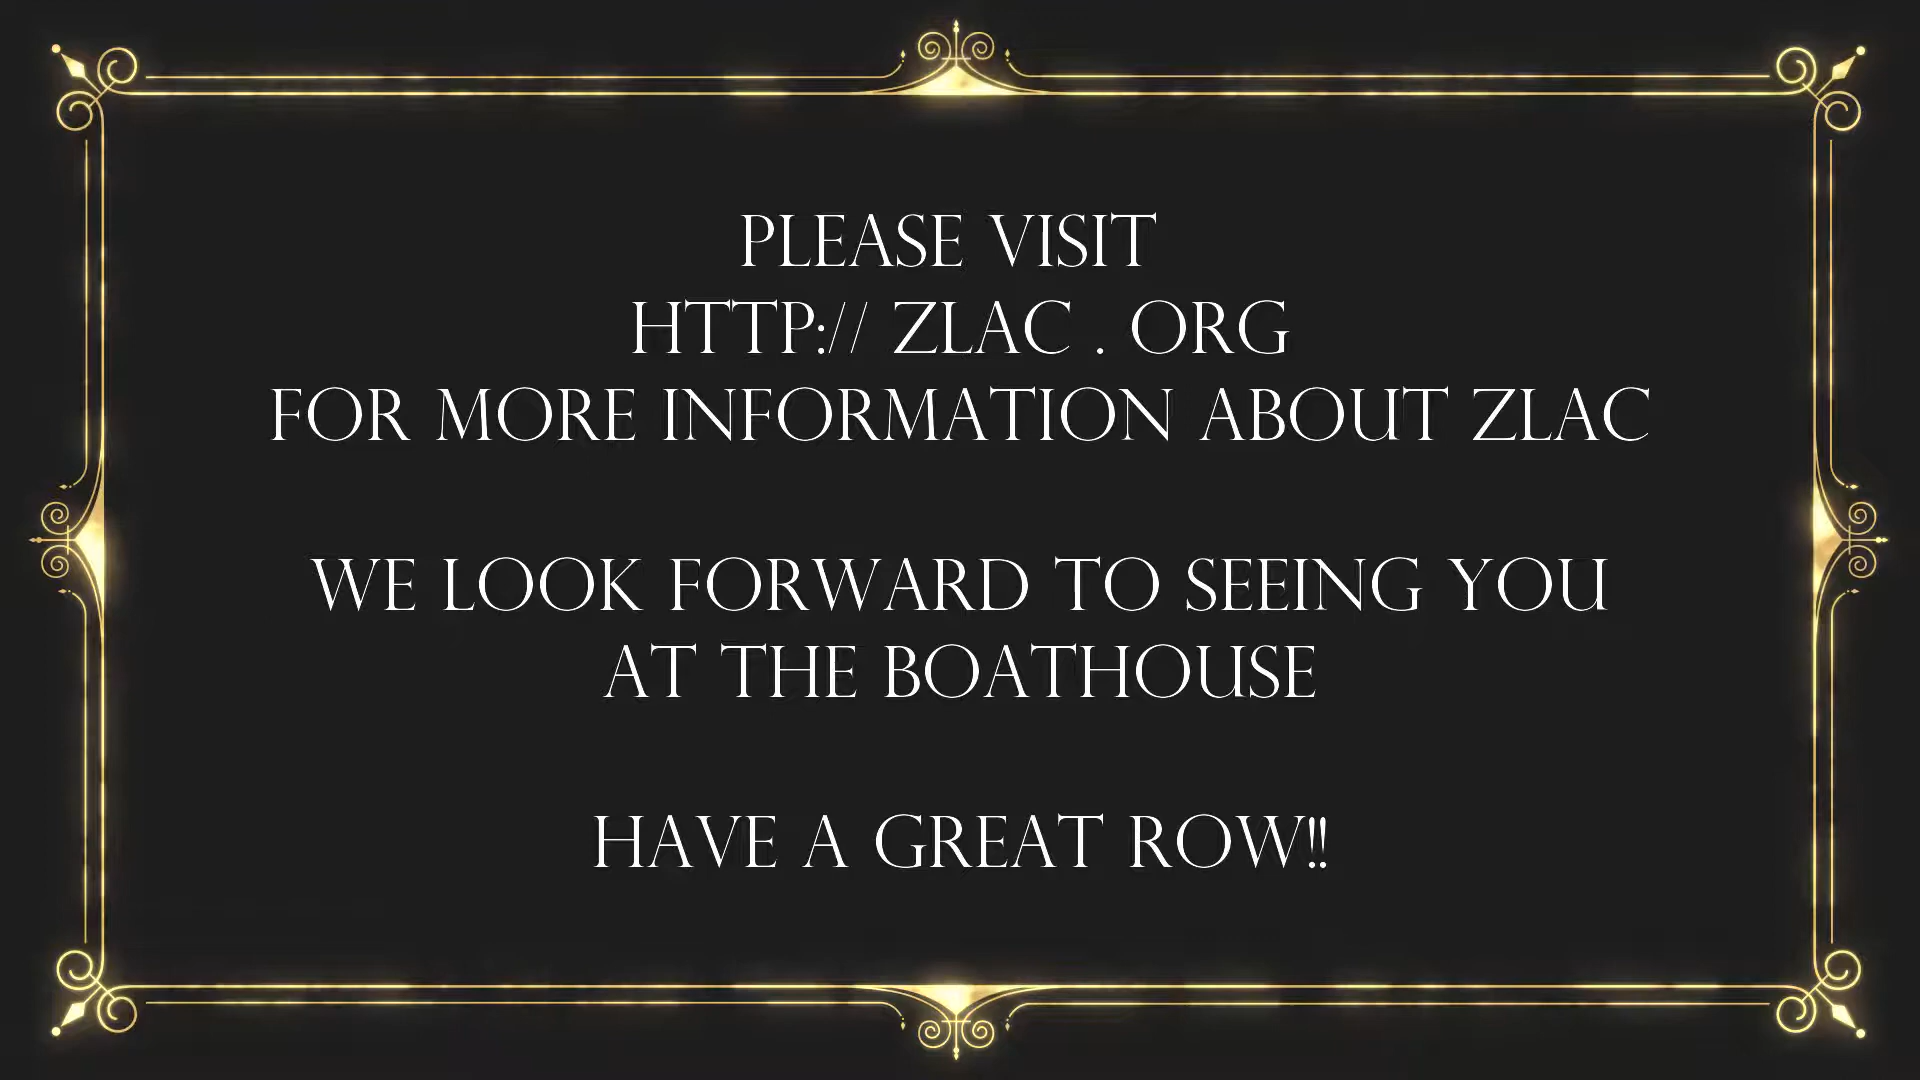 PLEASE VISIT
HTTP:// ZLAC . ORG
FOR MORE INFORMATION ABOUT ZLAC
WE LOOK FORWARD TO SEEING YOU
AT THE BOATHOUSE
HAVE A GREAT ROW!!